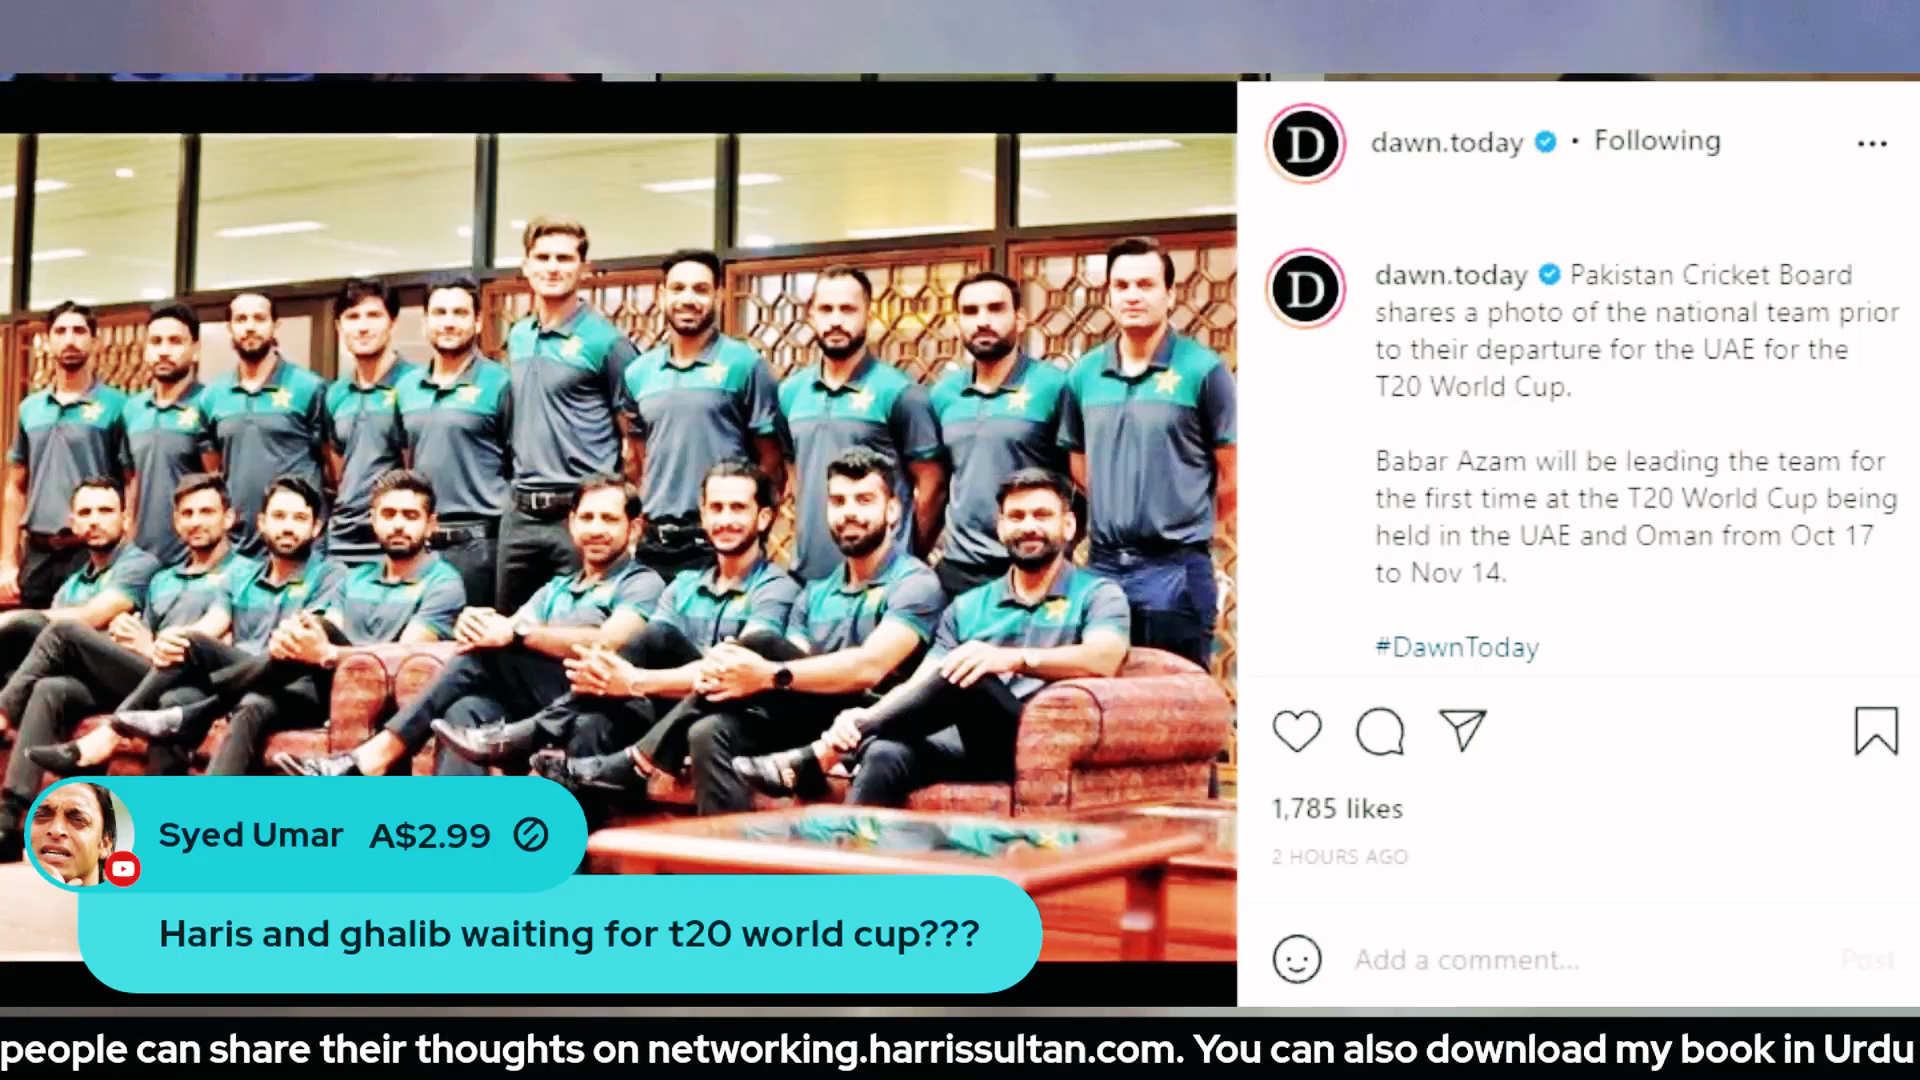 D
dawn.today • Following
D
dawn.today Pakistan Cricket Board
shares a photo of the national team prior
to their departure for the UAE for the
T20 World Cup.
Babar Azam will be leading the team for
the first time at the T20 World Cup being
held in the UAE and Oman from Oct 17
to Nov 14.
#DawnToday
1,785 likes
2 HOURS AGO
Add a comment... Post
Syed Umar A$2.99
Haris and ghalib waiting for t20 world cup???
people can share their thoughts on networking.harrissultan.com. You can also download my book in Urdu